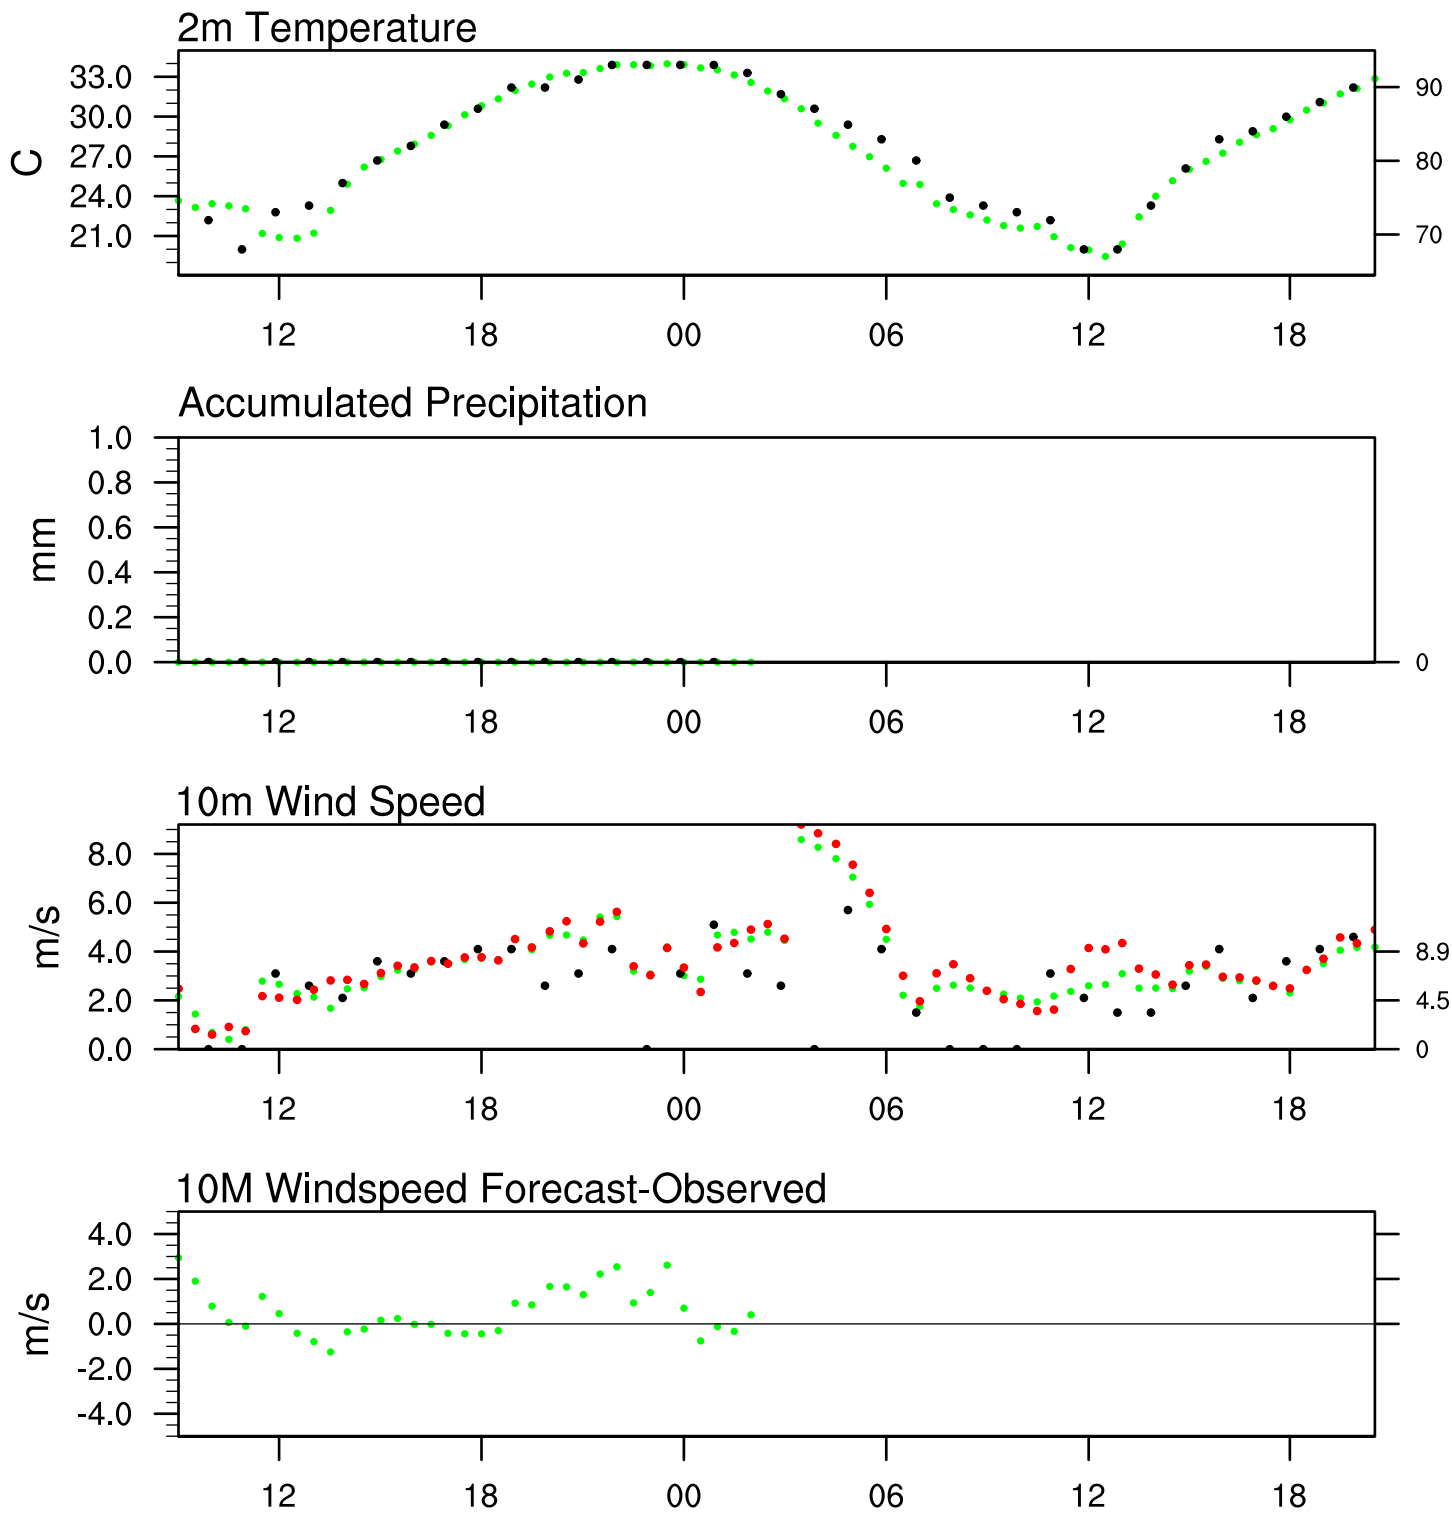 2m Temperature
33.0
30.0
27.0
24.0
21.0
C
90
80
70
12 18 00 06 12 18
Accumulated Precipitation
1.0
0.8
0.6
0.4
0.2
0.0
mm
0
12 18 00 06 12 18
10m Wind Speed
8.0
6.0
4.0
2.0
0.0
m/s
8.9
4.5
0
12 18 00 06 12 18
10M Windspeed Forecast-Observed
4.0
2.0
0.0
-2.0
-4.0
m/s
12 18 00 06 12 18